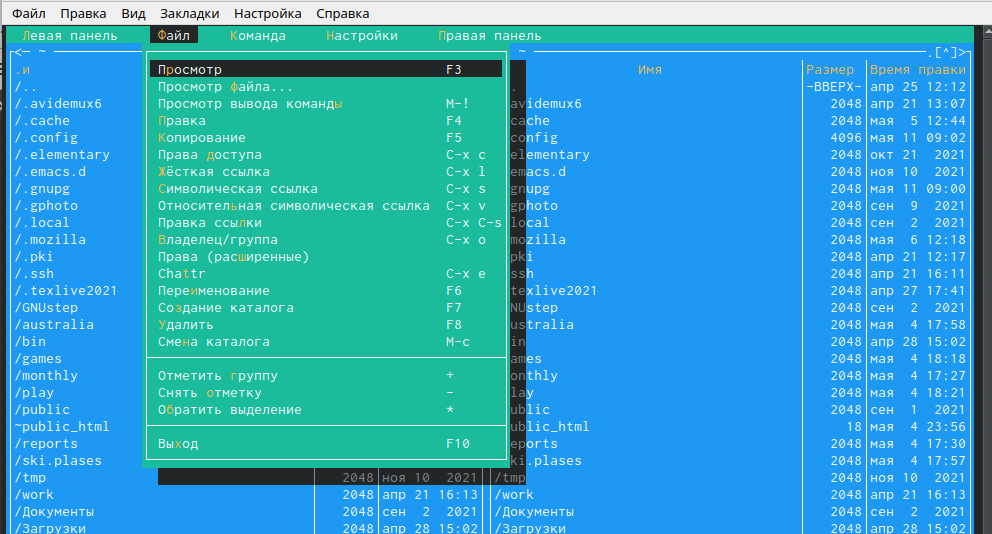 Файл Правка Вид Закладки Настройка Справка
Левая панель Файл Команда Настройки Правая панель
<— ~ ~ .[^]>
.и Просмотр F3 Имя Размер Время правки
/.. Просмотр файла... . -ВВЕРХ- апр 25 12:12
/.avidemux6 Просмотр вывода команды M-! avidemux6 2048 апр 21 13:07
/.cache Правка F4 cache 2048 мая 5 12:44
/.config Копирование F5 config 4096 мая 11 09:02
/.elementary Права доступа C-x c elementary 2048 окт 21 2021
/.emacs.d Жёсткая ссылка C-x l emacs.d 2048 ноя 10 2021
/.gnupg Символическая ссылка C-x s gnupg 2048 мая 11 09:00
/.gphoto Относительная символическая ссылка C-x v gphoto 2048 сен 9 2021
/.local Правка ссылки C-x C-s local 2048 сен 2 2021
/.mozilla Владелец/группа C-x o mozilla 2048 мая 6 12:18
/.pki Права (расширенные) pki 2048 апр 21 12:17
/.ssh Chattr C-x e ssh 2048 апр 21 16:11
/.texlive2021 Переименование F6 texlive2021 2048 апр 27 17:41
/GNUstep Создание каталога F7 NUstep 2048 сен 2 2021
/australia Удалить F8 ustralia 2048 мая 4 17:58
/bin Смена каталога M-c in 2048 апр 28 15:02
/games ames 2048 мая 4 18:18
/monthly Отметить группу + onthly 2048 мая 4 17:27
/play Снять отметку - lay 2048 мая 4 18:21
/public Обратить выделение * ublic 2048 сен 1 2021
~public_html ublic_html 18 мая 4 23:56
/reports Выход F10 eports 2048 мая 4 17:30
/ski.plases ki.plases 2048 мая 4 17:57
/tmp 2048 ноя 10 2021 /tmp 2048 ноя 10 2021
/work 2048 апр 21 16:13 /work 2048 апр 21 16:13
/Документы 2048 сен 2 2021 /Документы 2048 сен 2 2021
/Загрузки 2048 апр 28 15:02 /Загрузки 2048 апр 28 15:02